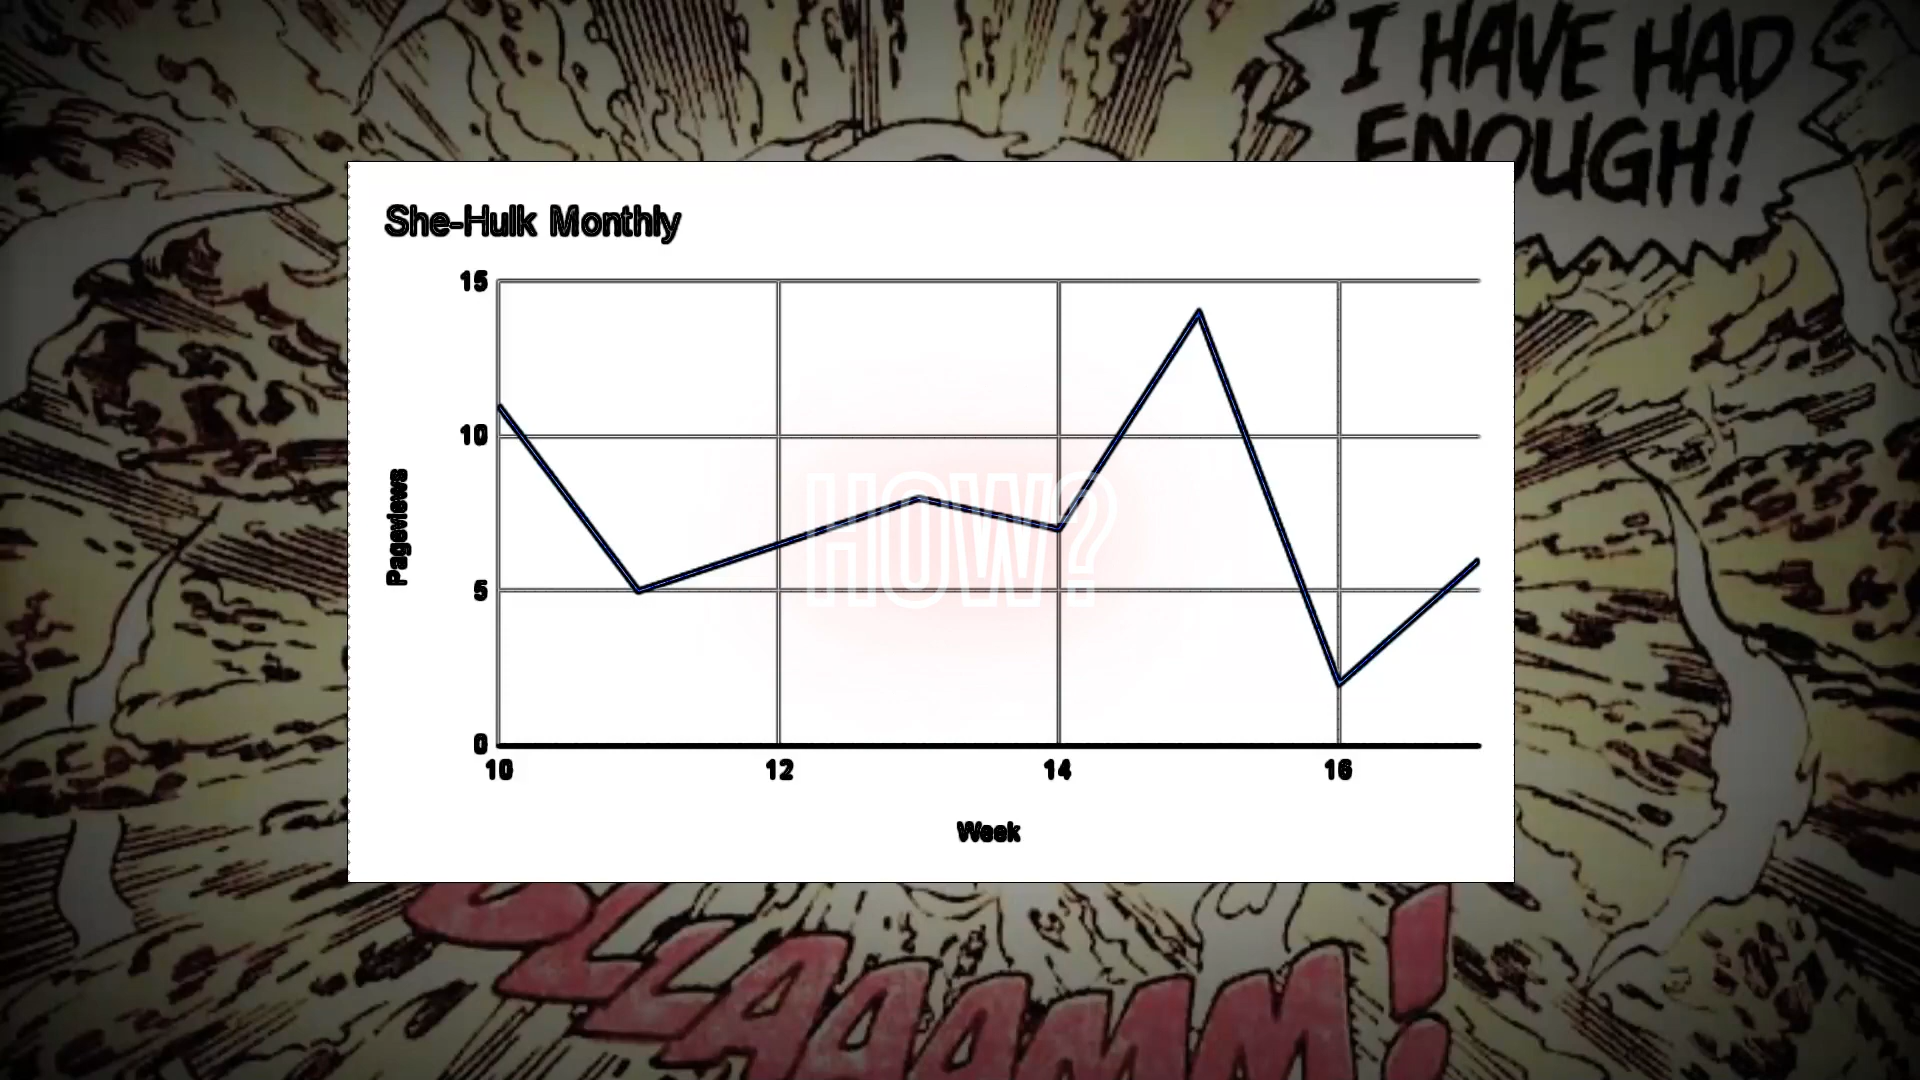 I HAVE HAD
ENOUGH!
She-Hulk Monthly
15
10
5
0
Pageviews
HOW?
10
12
14
16
Week